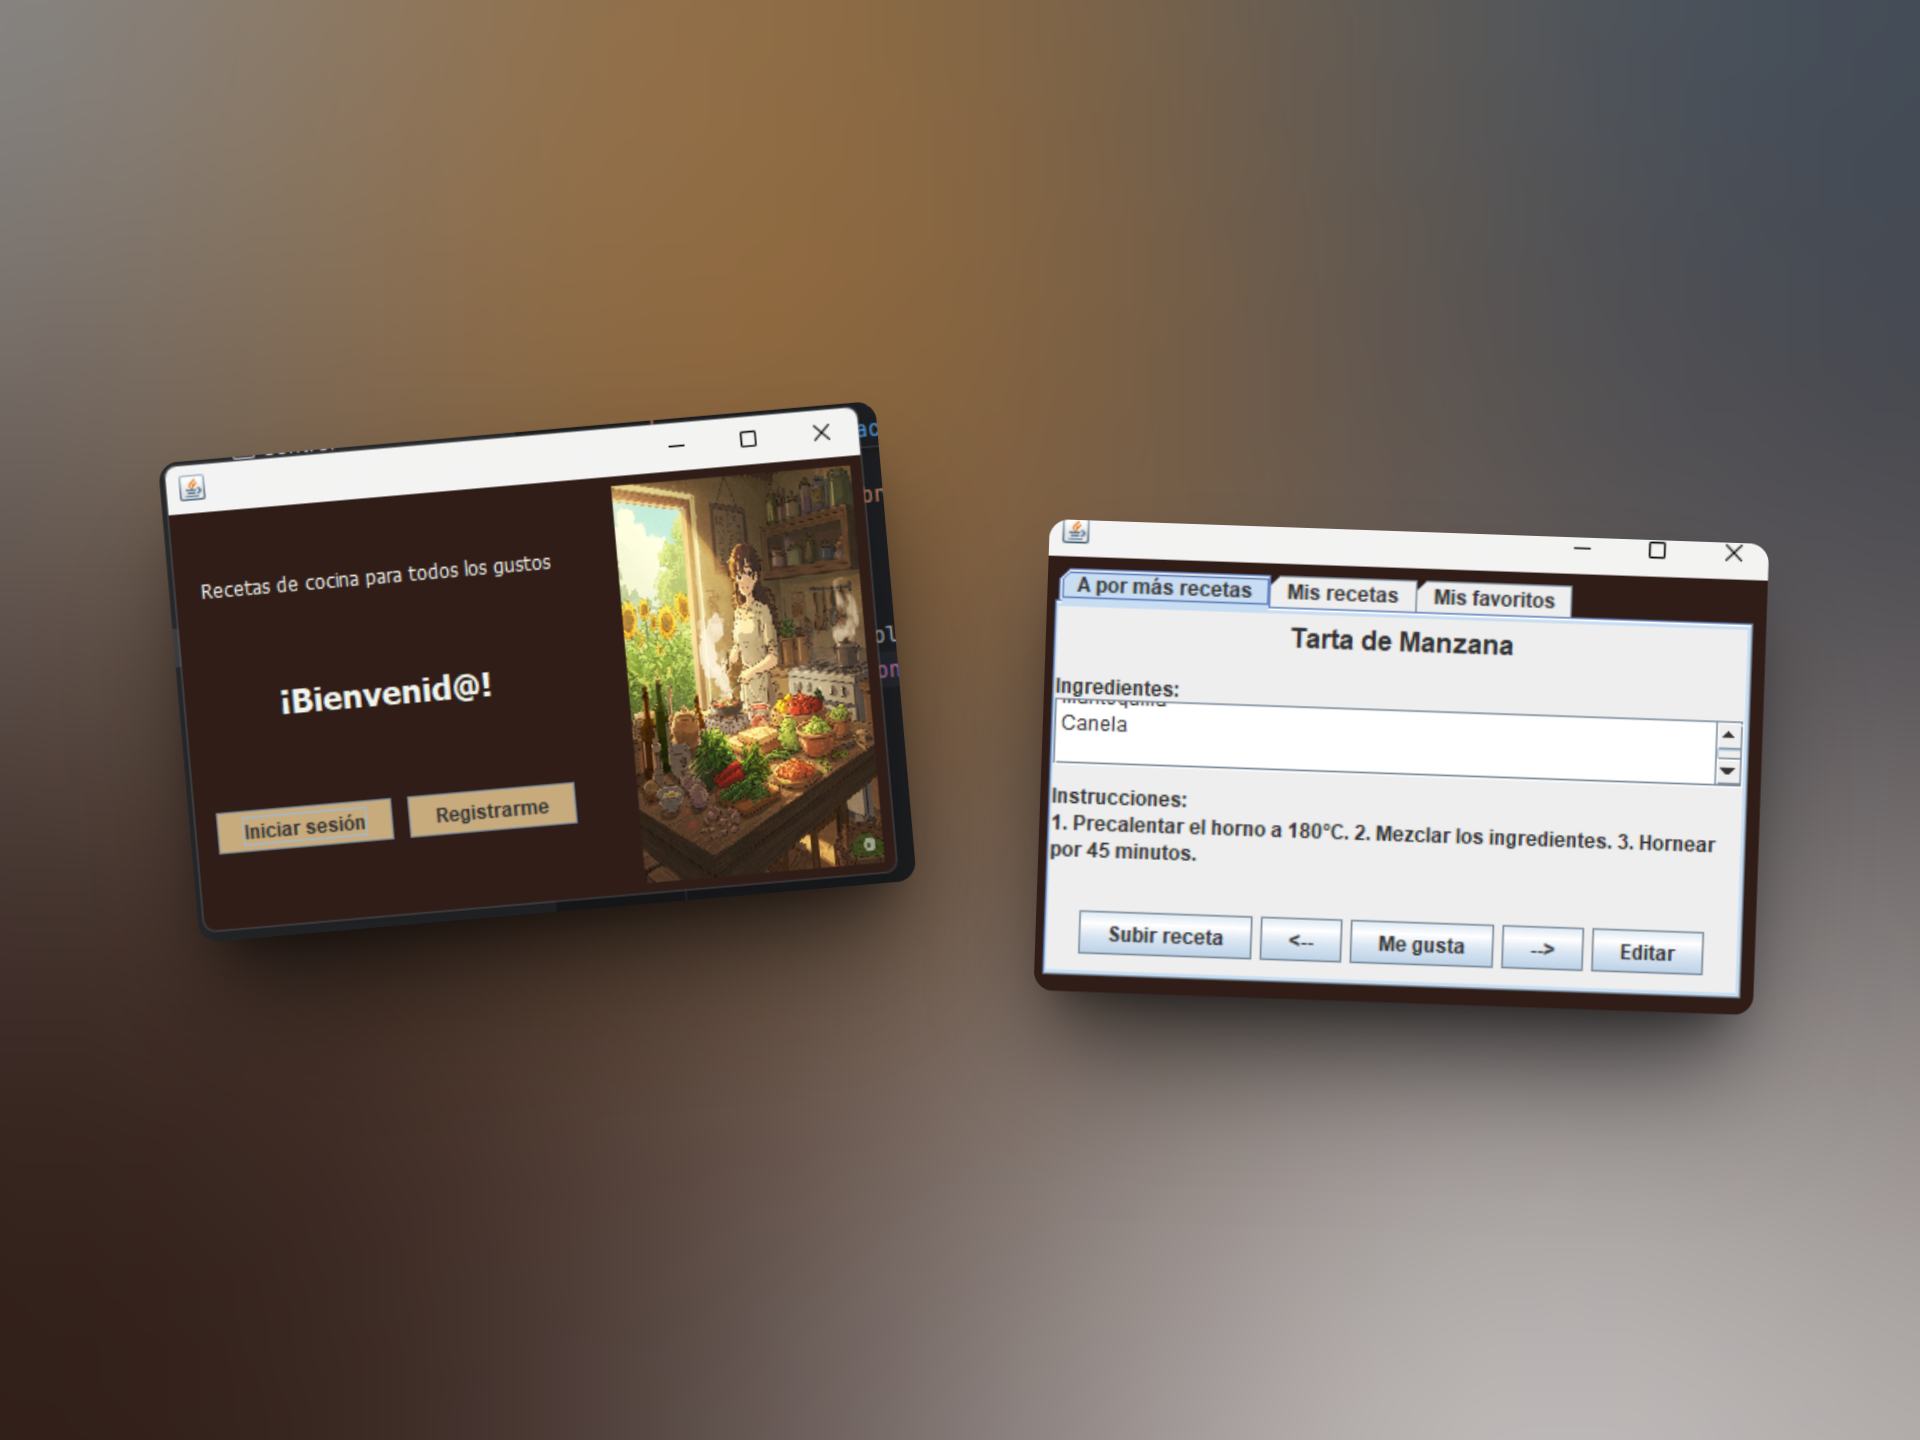 Recetas de cocina para todos los gustos
¡Bienvenid@!
Iniciar sesión
Registrarme
A por más recetas
Mis recetas
Mis favoritos
Tarta de Manzana
Ingredientes:
Mantequilla
Canela
Instrucciones:
1. Precalentar el horno a 180°C. 2. Mezclar los ingredientes. 3. Hornear
por 45 minutos.
Subir receta
<--
Me gusta
-->
Editar